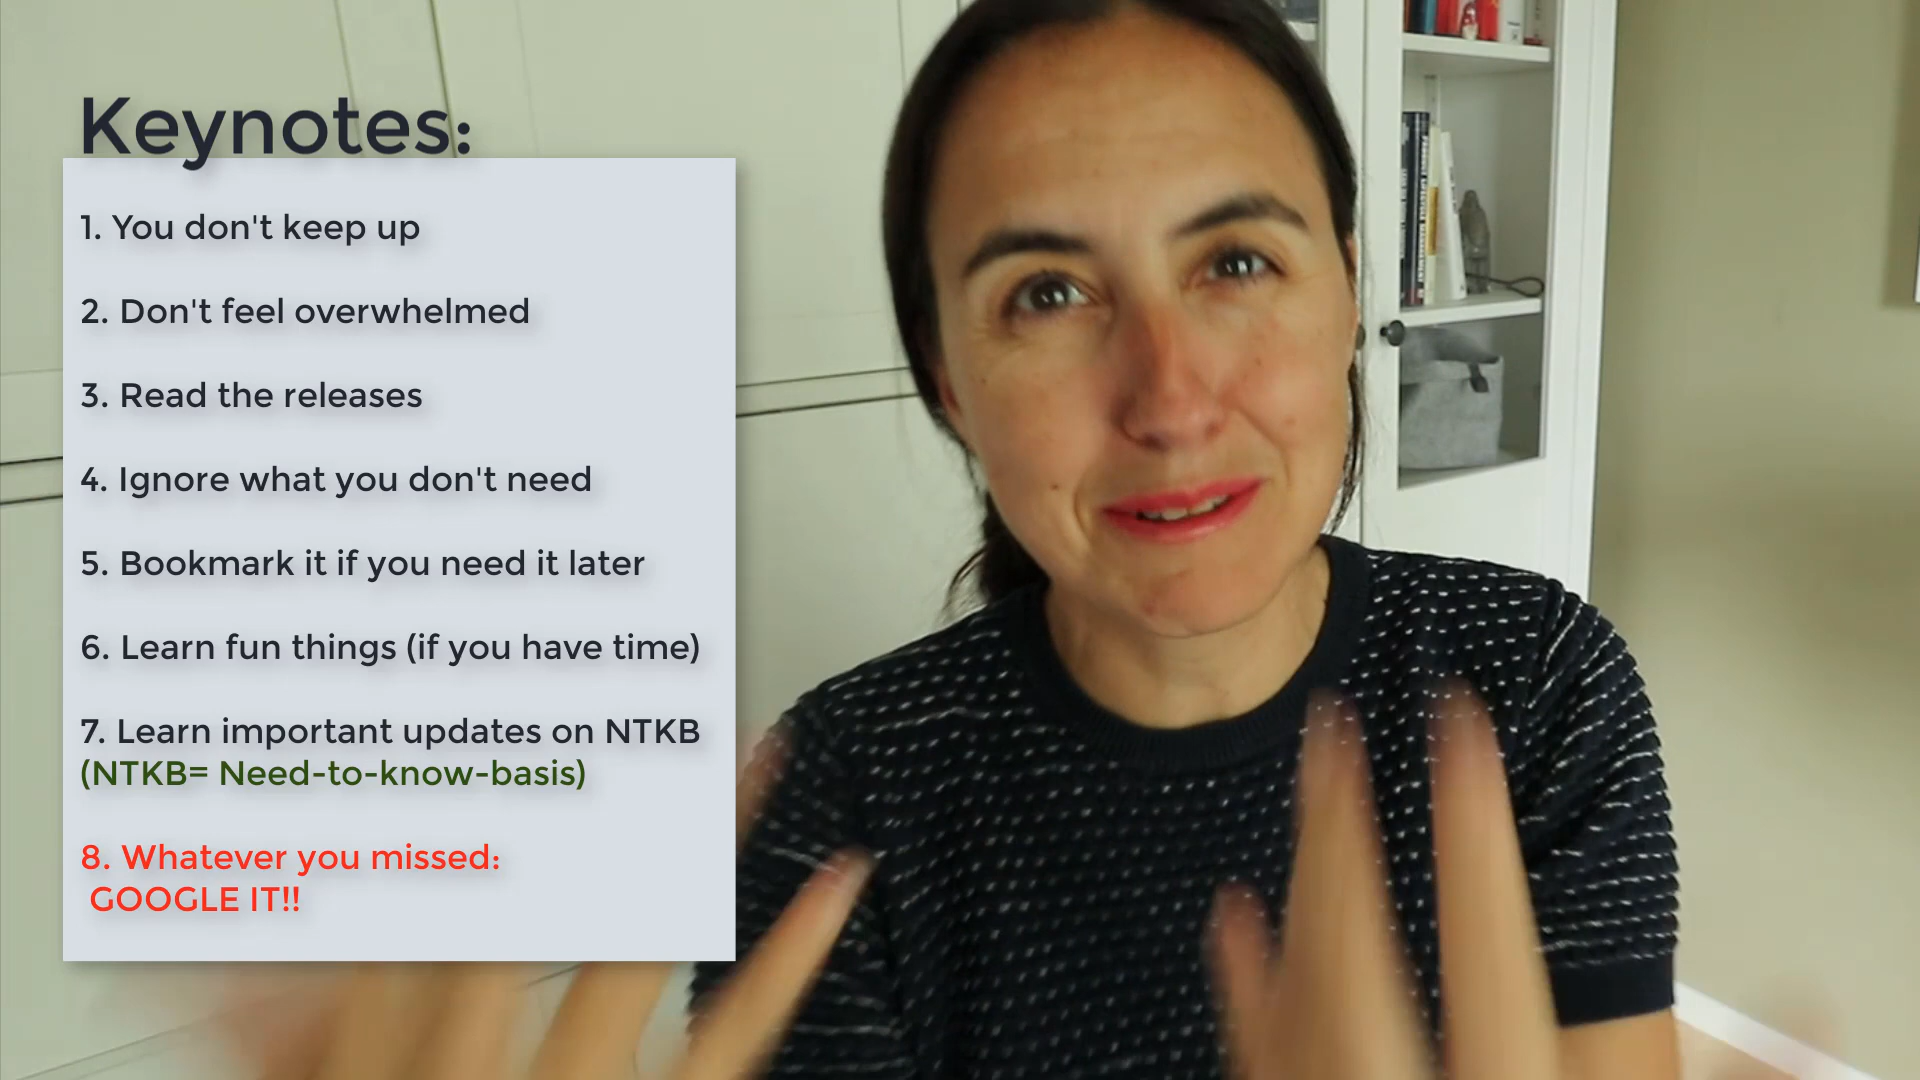 Keynotes:
1. You don't keep up
2. Don't feel overwhelmed
3. Read the releases
4. Ignore what you don't need
5. Bookmark it if you need it later
6. Learn fun things (if you have time)
7. Learn important updates on NTKB
(NTKB= Need-to-know-basis)
8. Whatever you missed:
GOOGLE IT!!